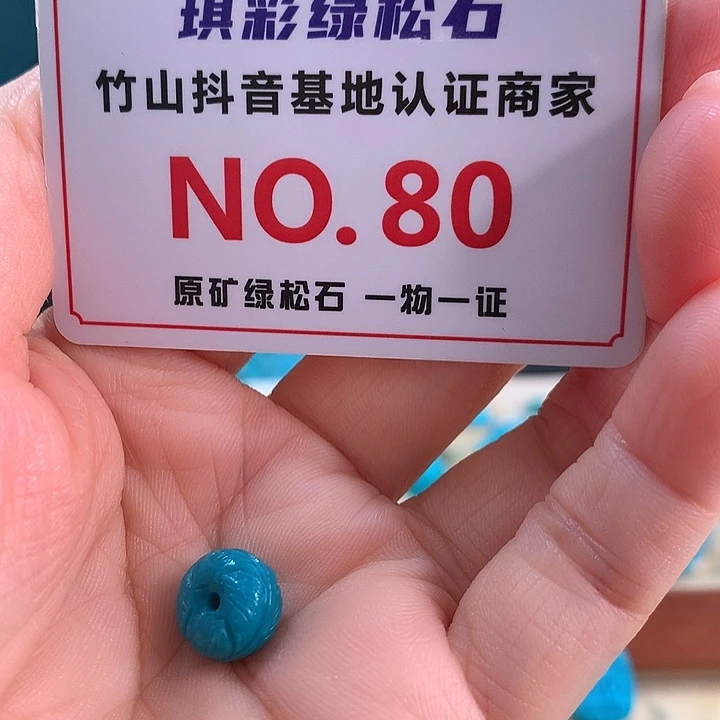 琪彩绿松石
竹山抖音基地认证商家
NO. 80
原矿绿松石 一物一证